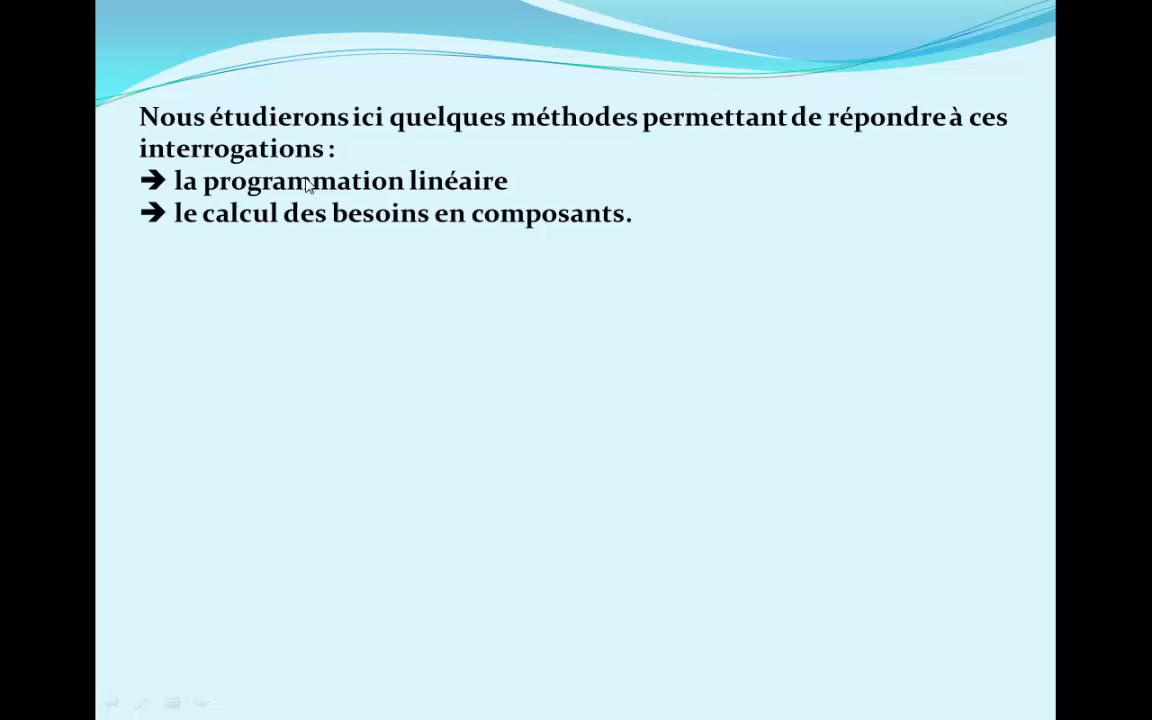 Nous étudierons ici quelques méthodes permettant de répondre à ces
interrogations :
➔ la programmation linéaire
➔ le calcul des besoins en composants.